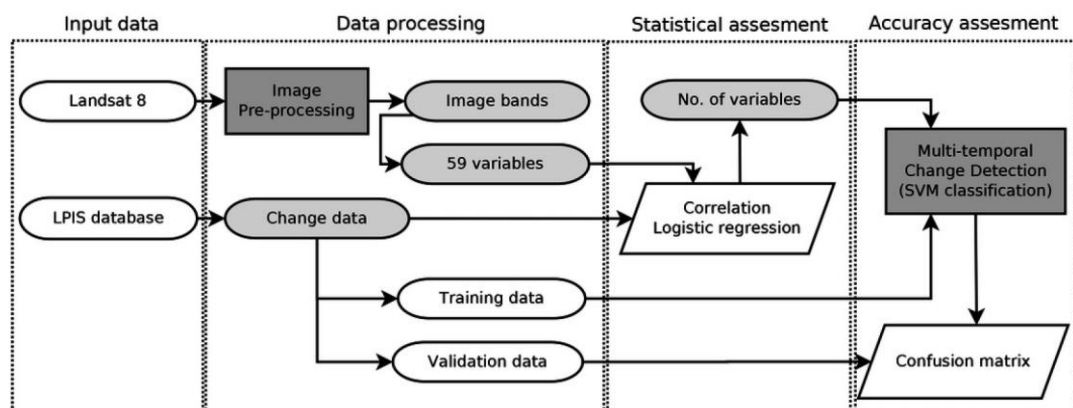 Input data
Data processing
Statistical assesment
Accuracy assesment
Landsat 8
Image
Pre-processing
Image bands
No. of variables
59 variables
Multi-temporal
Change Detection
(SVM classification)
LPIS database
Change data
Correlation
Logistic regression
Training data
Validation data
Confusion matrix